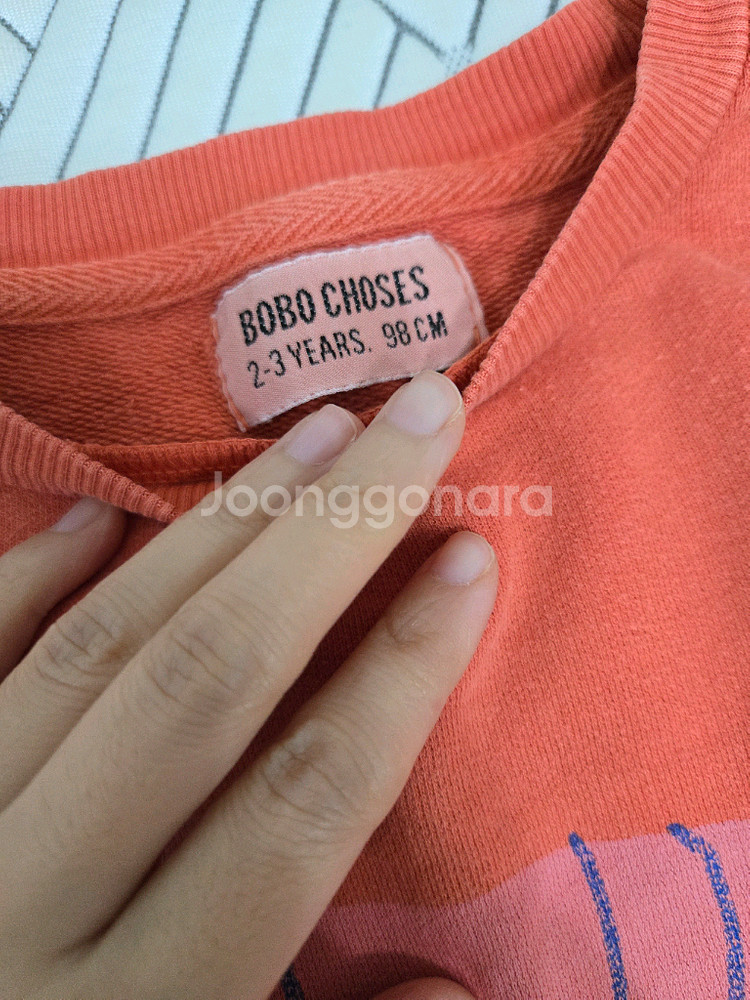 BOBO CHOSES
2-3 YEARS. 98 CM
Joonggonara